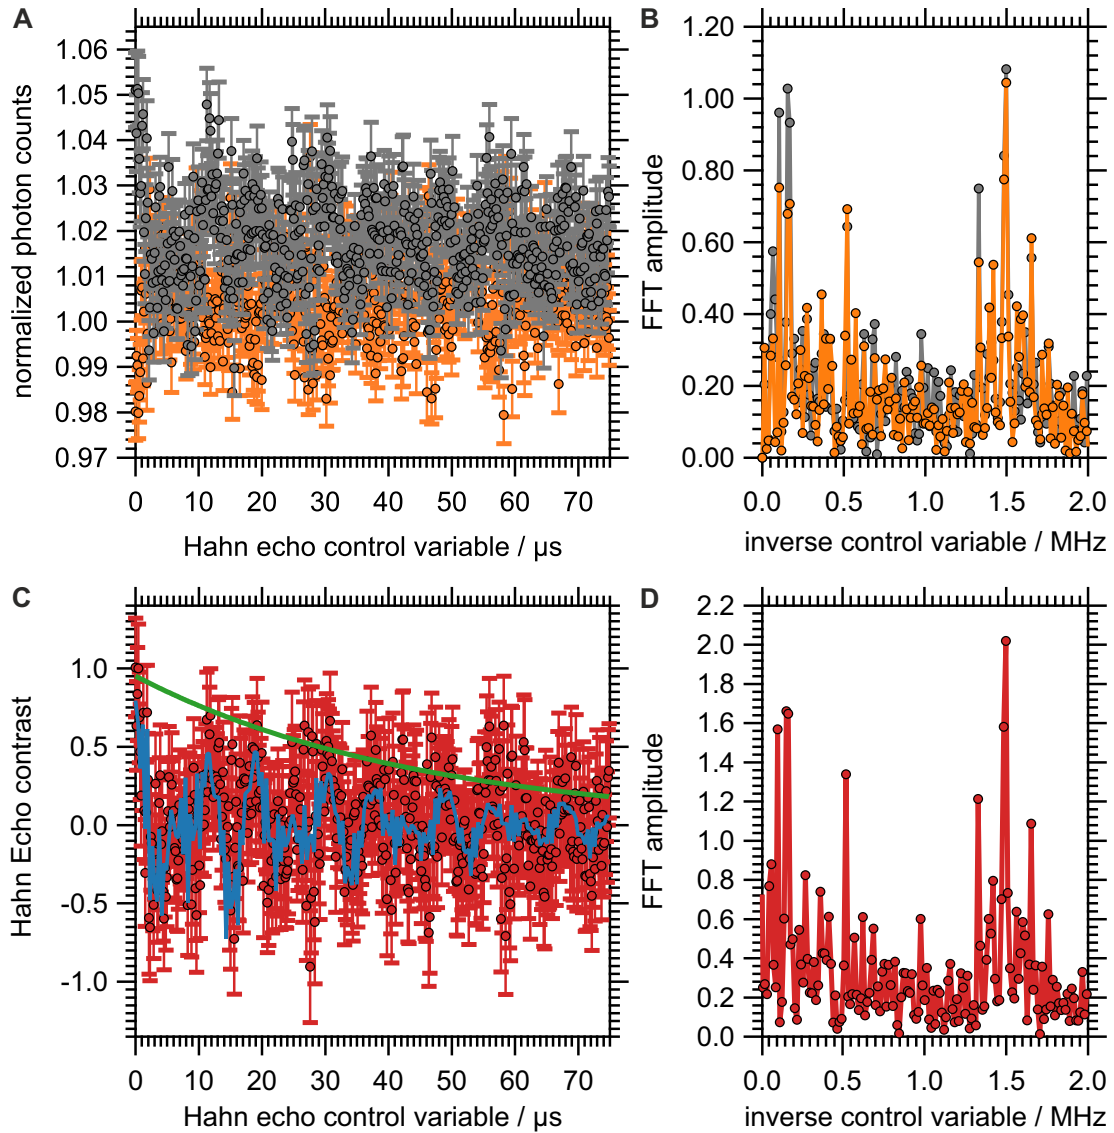 A
normalized photon counts
1.06
1.05
1.04
1.03
1.02
1.01
1.00
0.99
0.98
0.97
0 10 20 30 40 50 60 70
Hahn echo control variable / µs
B
FFT amplitude
1.20
1.00
0.80
0.60
0.40
0.20
0.00
0.0 0.5 1.0 1.5 2.0
inverse control variable / MHz
C
Hahn Echo contrast
1.0
0.5
0.0
-0.5
-1.0
0 10 20 30 40 50 60 70
Hahn echo control variable / µs
D
FFT amplitude
2.2
2.0
1.8
1.6
1.4
1.2
1.0
0.8
0.6
0.4
0.2
0.0
0.0 0.5 1.0 1.5 2.0
inverse control variable / MHz